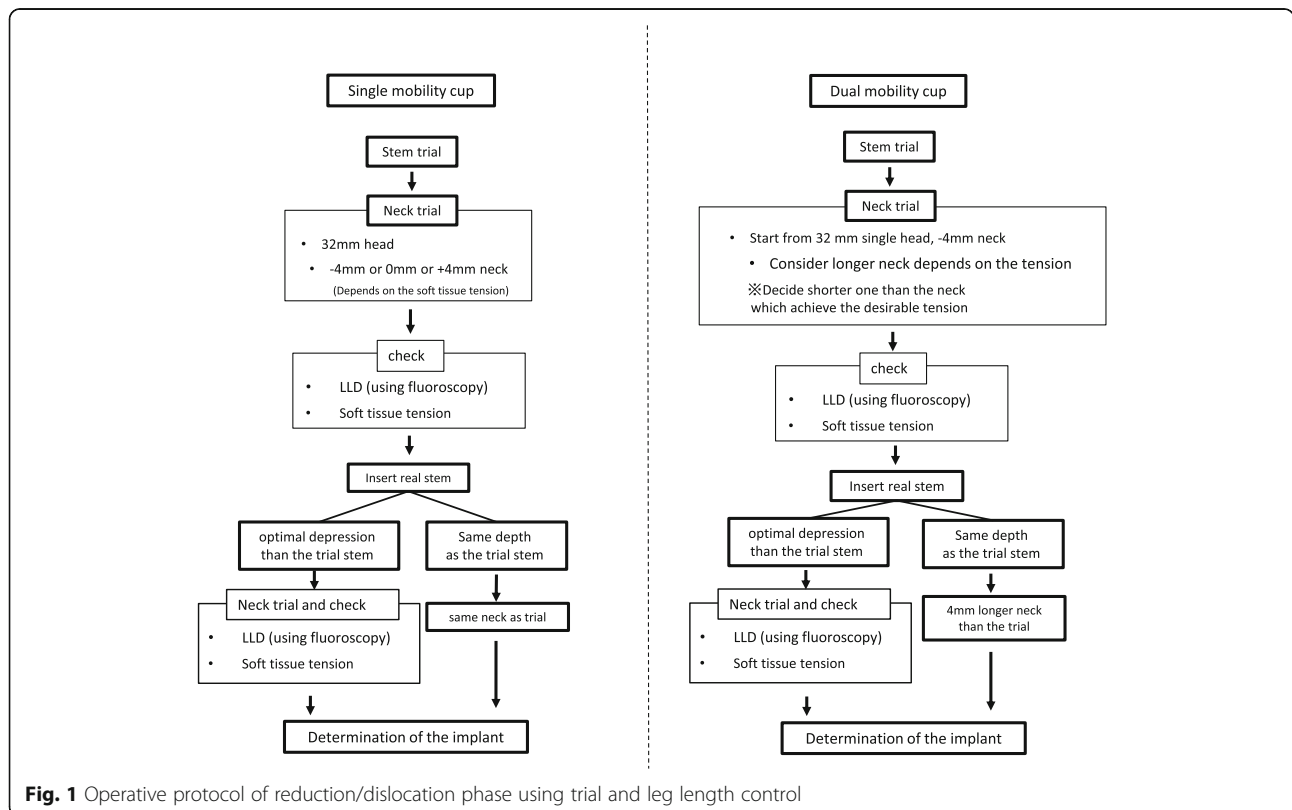 Single mobility cup
Stem trial
Neck trial
• 32mm head
• -4mm or 0mm or +4mm neck
(Depends on the soft tissue tension)
check
• LLD (using fluoroscopy)
• Soft tissue tension
Insert real stem
optimal depression
than the trial stem
Same depth
as the trial stem
Neck trial and check
• LLD (using fluoroscopy)
• Soft tissue tension
same neck as trial
Determination of the implant
Dual mobility cup
Stem trial
Neck trial
• Start from 32 mm single head, -4mm neck
• Consider longer neck depends on the tension
※Decide shorter one than the neck
which achieve the desirable tension
check
• LLD (using fluoroscopy)
• Soft tissue tension
Insert real stem
optimal depression
than the trial stem
Same depth
as the trial stem
Neck trial and check
• LLD (using fluoroscopy)
• Soft tissue tension
4mm longer neck
than the trial
Determination of the implant
Fig. 1 Operative protocol of reduction/dislocation phase using trial and leg length control